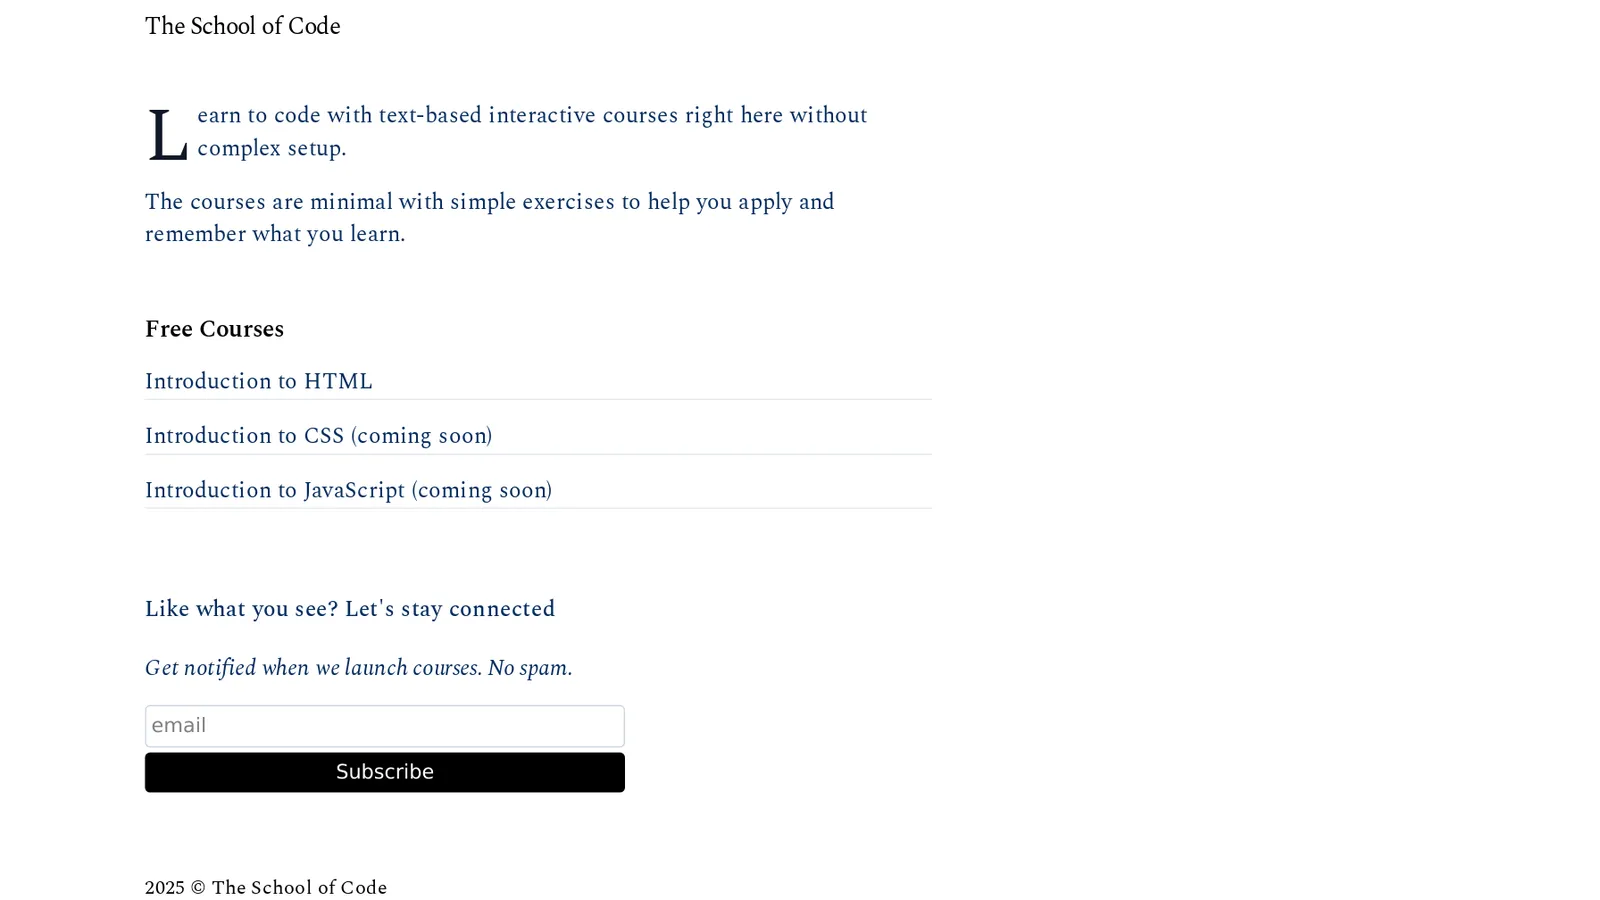 The School of Code
Learn to code with text-based interactive courses right here without
complex setup.
The courses are minimal with simple exercises to help you apply and
remember what you learn.
Free Courses
Introduction to HTML
Introduction to CSS (coming soon)
Introduction to JavaScript (coming soon)
Like what you see? Let's stay connected
Get notified when we launch courses. No spam.
email
Subscribe
2025 © The School of Code